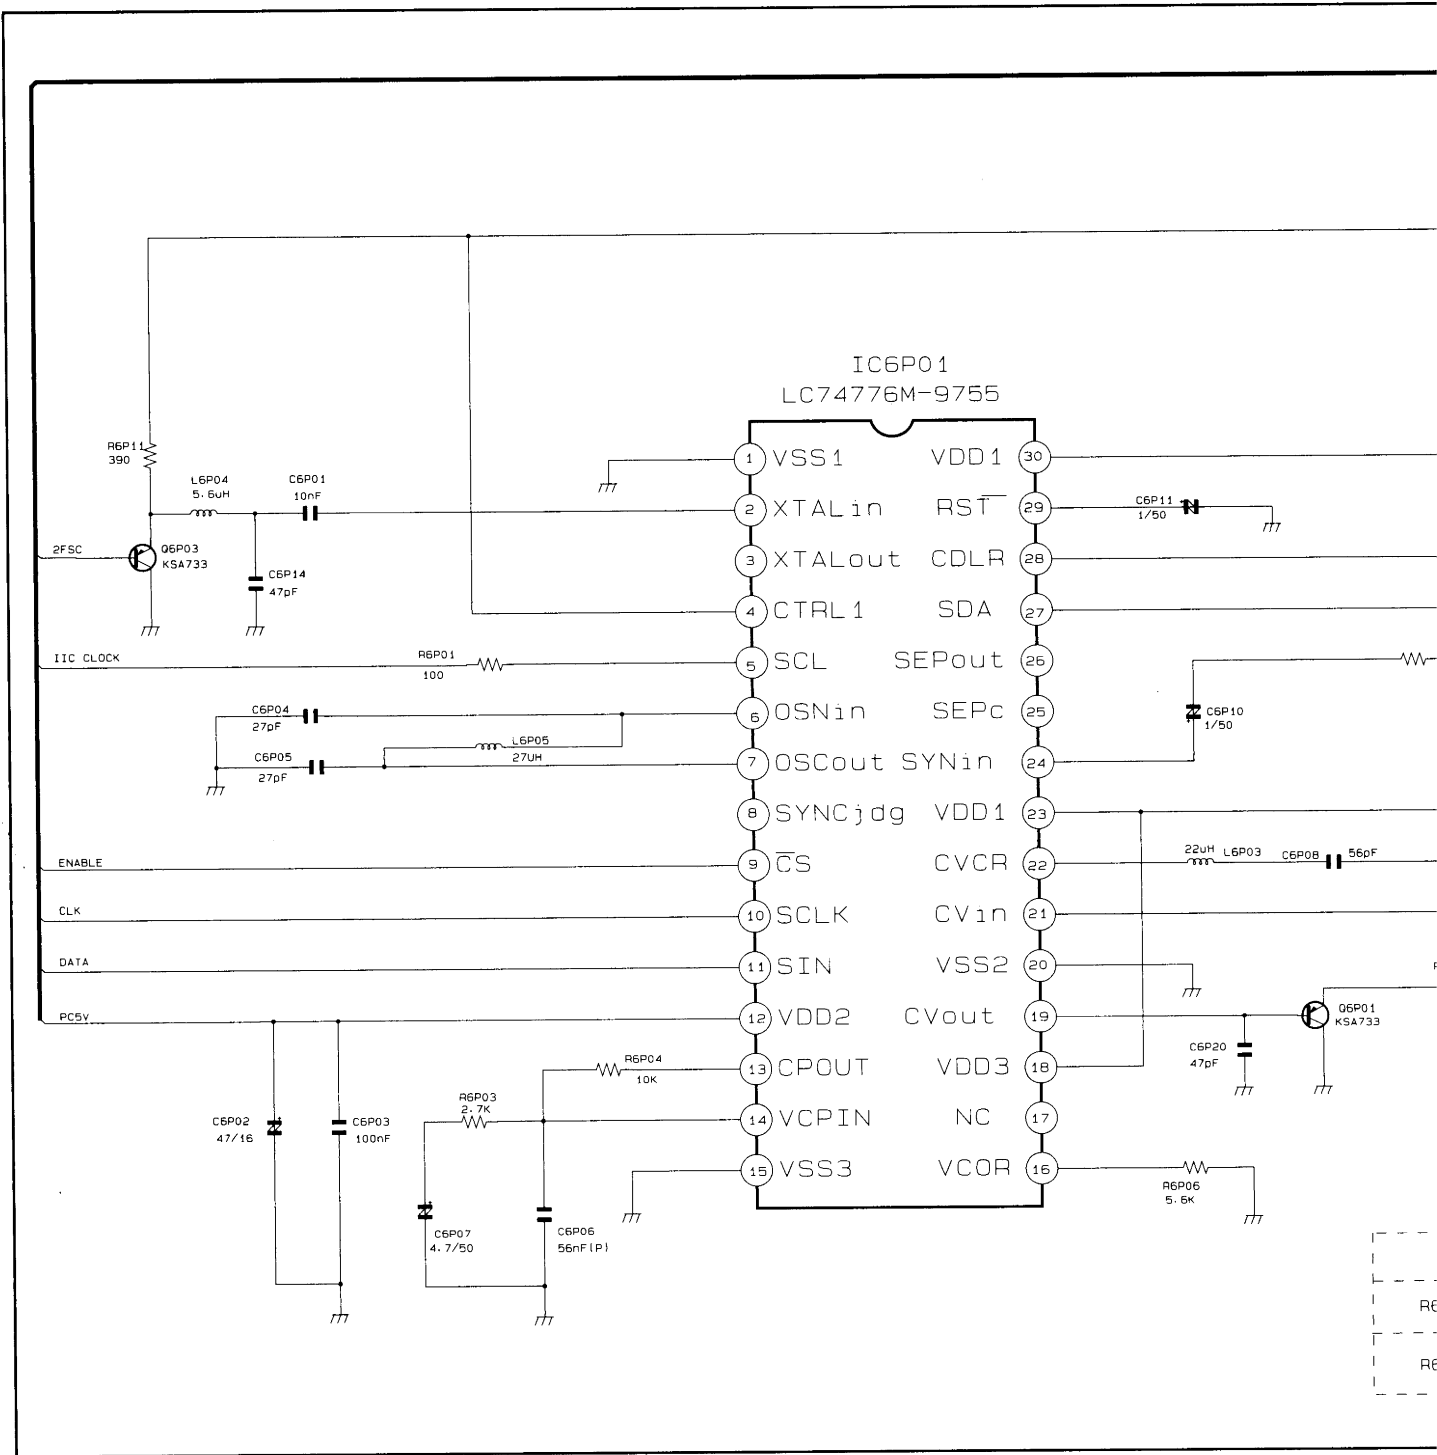 IC6P01
LC74776M-9755
R6P11
390
L6P04
5.6uH
C6P01
10nF
2FSC
Q6P03
KSA733
C6P14
47pF
IIC CLOCK
R6P01
100
C6P04
27pF
L6P05
27UH
C6P05
27pF
ENABLE
CLK
DATA
PC5V
C6P02
47/16
C6P03
100nF
R6P04
10K
R6P03
2.7K
C6P07
4.7/50
C6P06
56nF(P)
1 VSS1 VDD1 30
2 XTALin RST 29
3 XTALout CDLR 28
4 CTRL1 SDA 27
5 SCL SEPout 26
6 OSNin SEPc 25
7 OSCout SYNin 24
8 SYNCjdg VDD1 23
9 CS CVCR 22
10 SCLK CVin 21
11 SIN VSS2 20
12 VDD2 CVout 19
13 CPOUT VDD3 18
14 VCPIN NC 17
15 VSS3 VCOR 16
C6P11
1/50
C6P10
1/50
22uH L6P03 C6P08 56pF
Q6P01
KSA733
C6P20
47pF
R6P06
5.6K
R6
R6